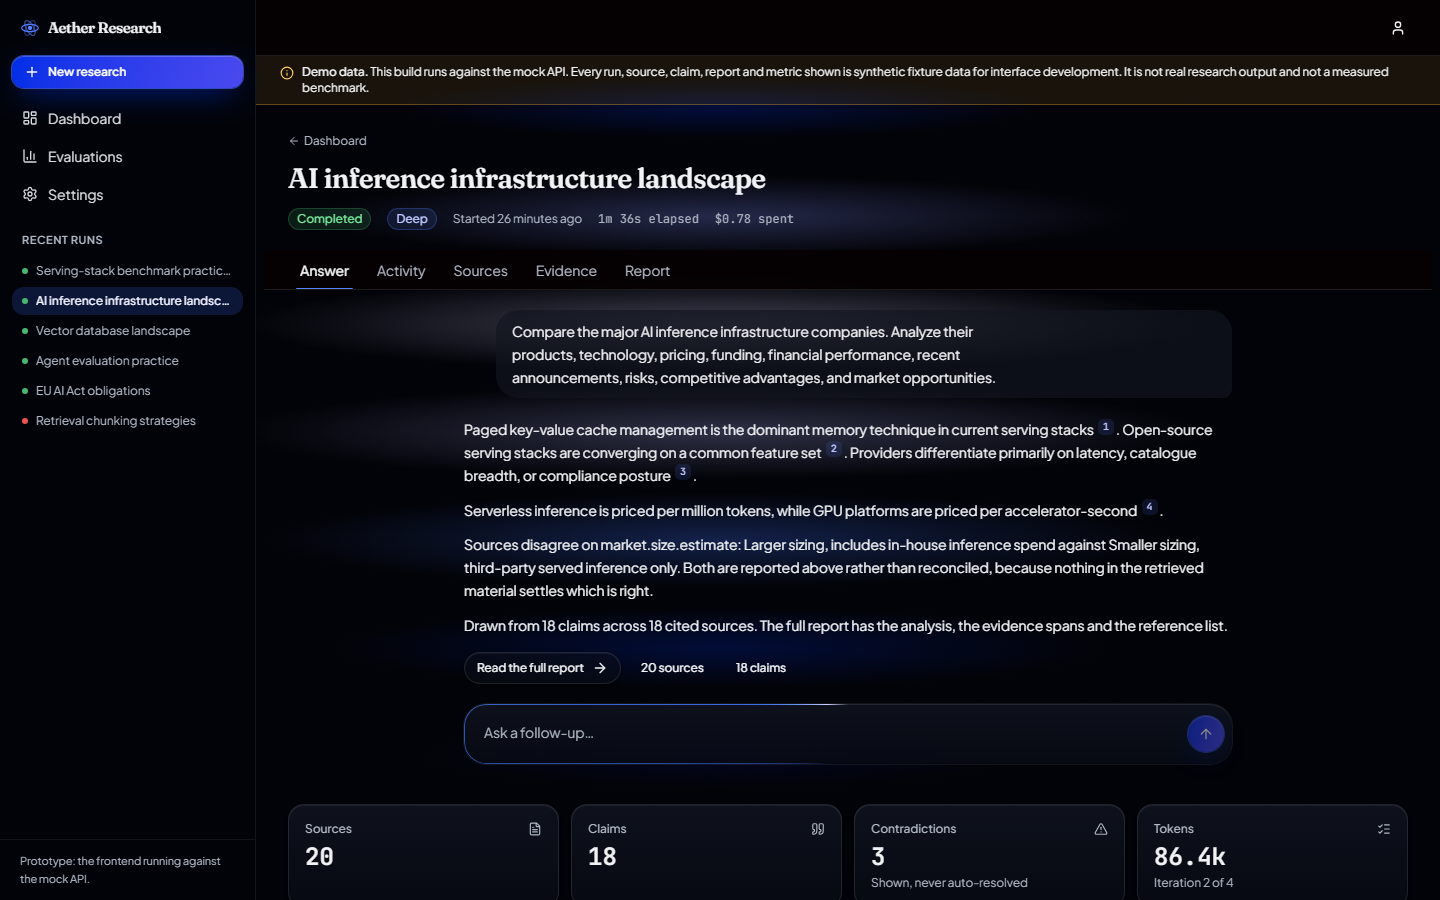 Aether Research
New research
Dashboard
Evaluations
Settings
RECENT RUNS
Serving-stack benchmark practic...
AI inference infrastructure landsc...
Vector database landscape
Agent evaluation practice
EU AI Act obligations
Retrieval chunking strategies
Prototype: the frontend running against
the mock API.
Demo data. This build runs against the mock API. Every run, source, claim, report and metric shown is synthetic fixture data for interface development. It is not real research output and not a measured
benchmark.
Dashboard
AI inference infrastructure landscape
Completed Deep Started 26 minutes ago 1m 36s elapsed $0.78 spent
Answer Activity Sources Evidence Report
Compare the major AI inference infrastructure companies. Analyze their
products, technology, pricing, funding, financial performance, recent
announcements, risks, competitive advantages, and market opportunities.
Paged key-value cache management is the dominant memory technique in current serving stacks 1 . Open-source
serving stacks are converging on a common feature set 2 . Providers differentiate primarily on latency, catalogue
breadth, or compliance posture 3 .
Serverless inference is priced per million tokens, while GPU platforms are priced per accelerator-second 4 .
Sources disagree on market.size.estimate: Larger sizing, includes in-house inference spend against Smaller sizing,
third-party served inference only. Both are reported above rather than reconciled, because nothing in the retrieved
material settles which is right.
Drawn from 18 claims across 18 cited sources. The full report has the analysis, the evidence spans and the reference list.
Read the full report 20 sources 18 claims
Ask a follow-up...
Sources
20
Claims
18
Contradictions
3
Shown, never auto-resolved
Tokens
86.4k
Iteration 2 of 4